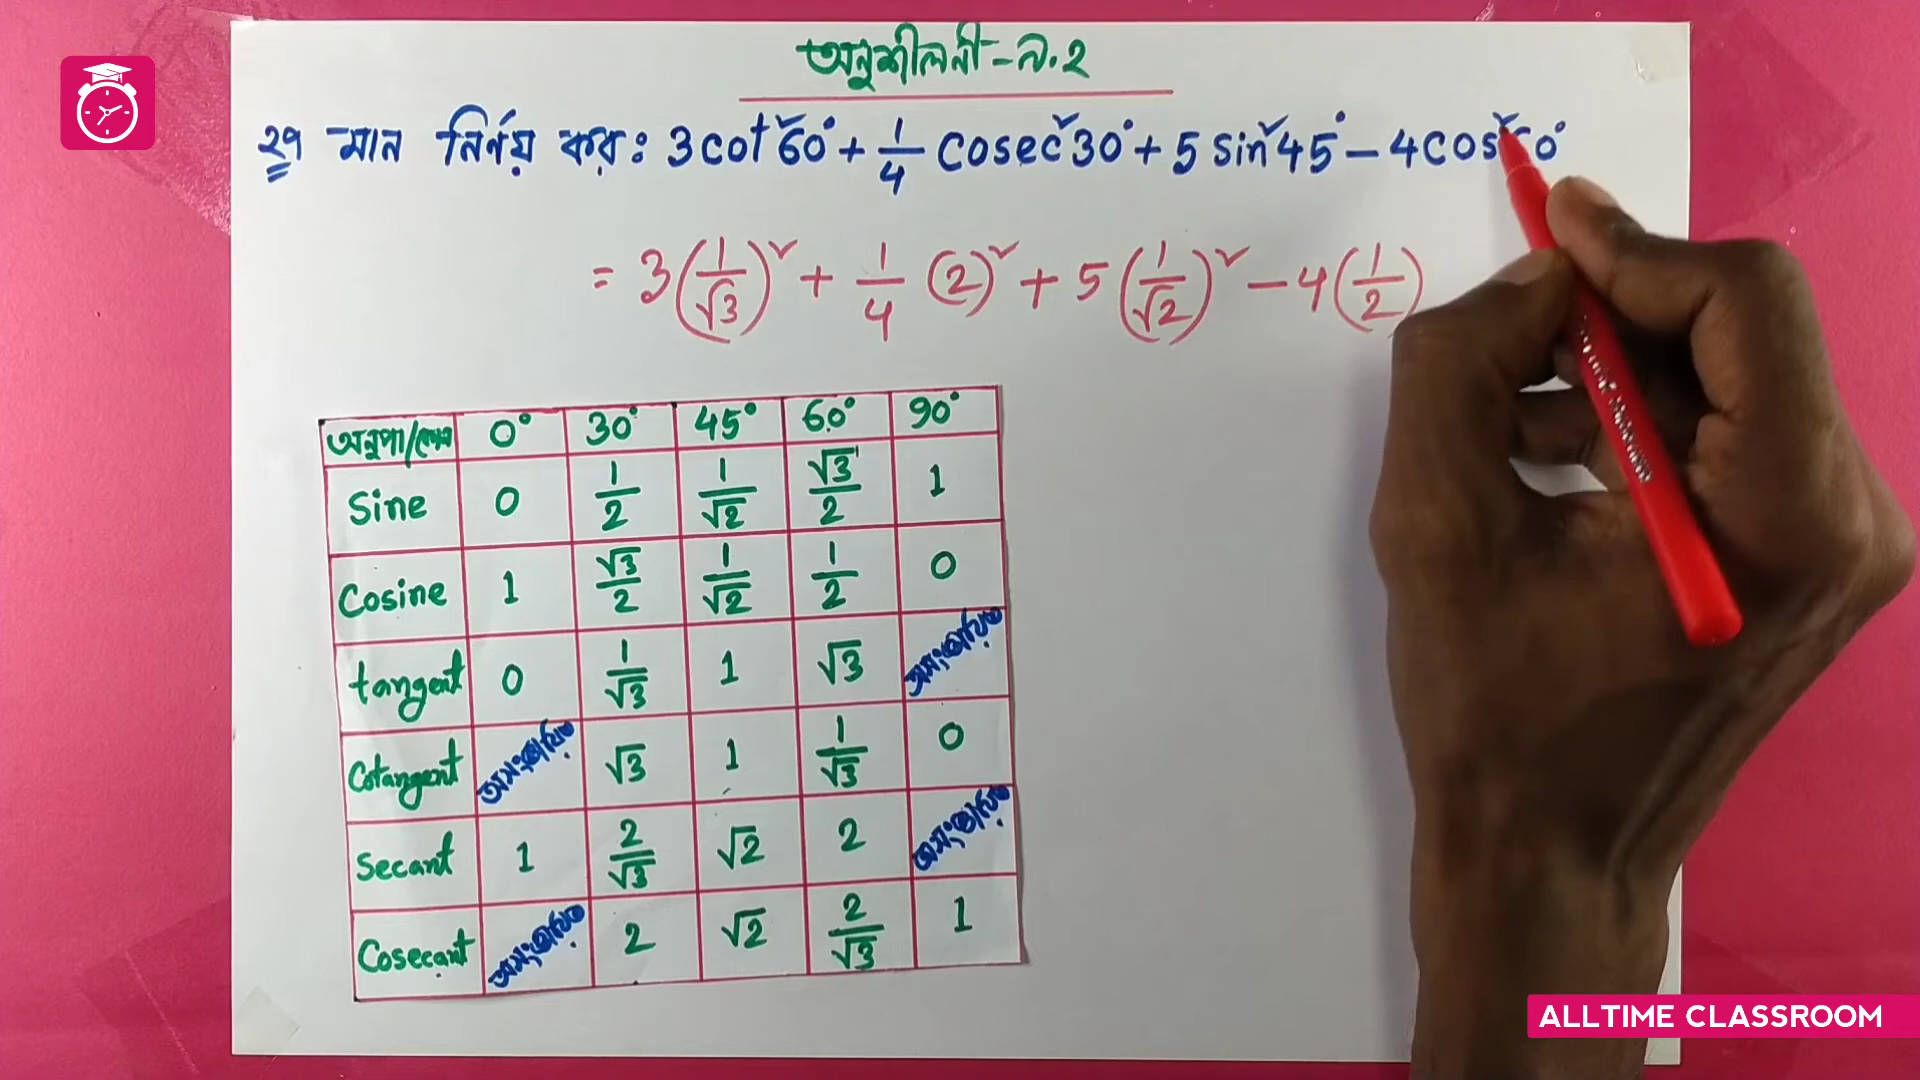 অনুশীলনী-৯.২
২৭ মান নির্ণয় কর: 3cot²60° + 1/4 cosec²30° + 5 sin²45° - 4cos²60°
= 3(1/√3)² + 1/4 (2)² + 5(1/√2)² - 4(1/2)
অনুপা/কোণ 0° 30° 45° 60° 90°
Sine 0 1/2 1/√2 √3/2 1
Cosine 1 √3/2 1/√2 1/2 0
tangent 0 1/√3 1 √3 অসংজ্ঞায়িত
Cotangent অসংজ্ঞায়িত √3 1 1/√3 0
Secant 1 2/√3 √2 2 অসংজ্ঞায়িত
Cosecant অসংজ্ঞায়িত 2 √2 2/√3 1
ALLTIME CLASSROOM